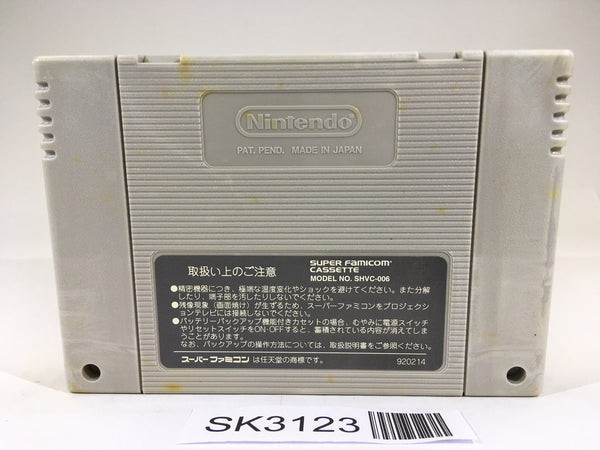 Nintendo
PAT. PEND. MADE IN JAPAN
取扱い上のご注意
SUPER FAMICOM
CASSETTE
MODEL NO. SHVC-006
●精密機器につき、極端な温度変化やショックを避けてください。また分解
したり、端子部を汚したりしないでください。
●残像現象（画面焼け）が生ずるため、スーパーファミコンをプロジェクシ
ョンテレビには接続しないでください。
●バッテリーバックアップ機能付きカセットの場合、むやみに電源スイッチ
やリセットスイッチをON·OFFすると、蓄積されている内容が消えてしま
うことがあります。
なお、バックアップの操作方法については、取扱説明書をご参照ください。
スーパーファミコン は任天堂の商標です。
920214
SK3123